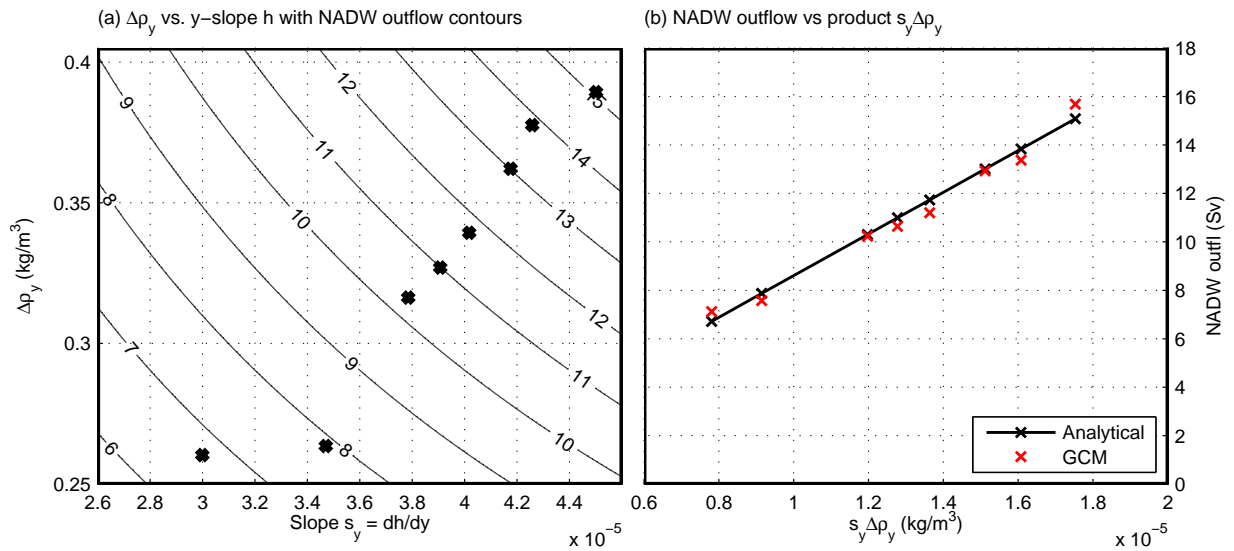 (a) Δρy vs. y−slope h with NADW outflow contours
(b) NADW outflow vs product syΔρy
0.4
0.35
0.3
0.25
Δρy (kg/m3)
9
12
11
15
8
14
10
13
7
12
9
11
6
8
10
2.6 2.8 3 3.2 3.4 3.6 3.8 4 4.2 4.4 4.6
Slope sy = dh/dy
x 10−5
18
16
14
12
10
8
6
4
2
0
NADW outfl (Sv)
Analytical
GCM
0.6 0.8 1 1.2 1.4 1.6 1.8 2
syΔρy (kg/m3)
x 10−5